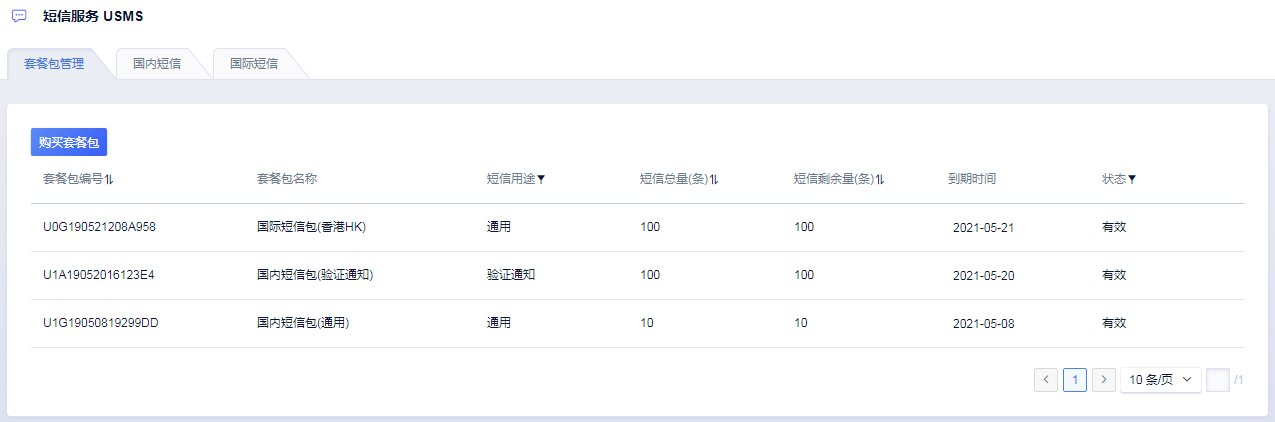 短信服务 USMS
套餐包管理 国内短信 国际短信
购买套餐包
套餐包编号 套餐包名称 短信用途 短信总量(条) 短信剩余量(条) 到期时间 状态
U0G190521208A958 国际短信包(香港HK) 通用 100 100 2021-05-21 有效
U1A19052016123E4 国内短信包(验证通知) 验证通知 100 100 2021-05-20 有效
U1G19050819299DD 国内短信包(通用) 通用 10 10 2021-05-08 有效
1 10 条/页 /1